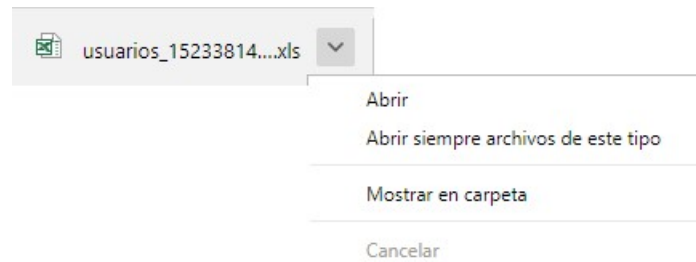 usuarios_15233814....xls
Abrir
Abrir siempre archivos de este tipo
Mostrar en carpeta
Cancelar